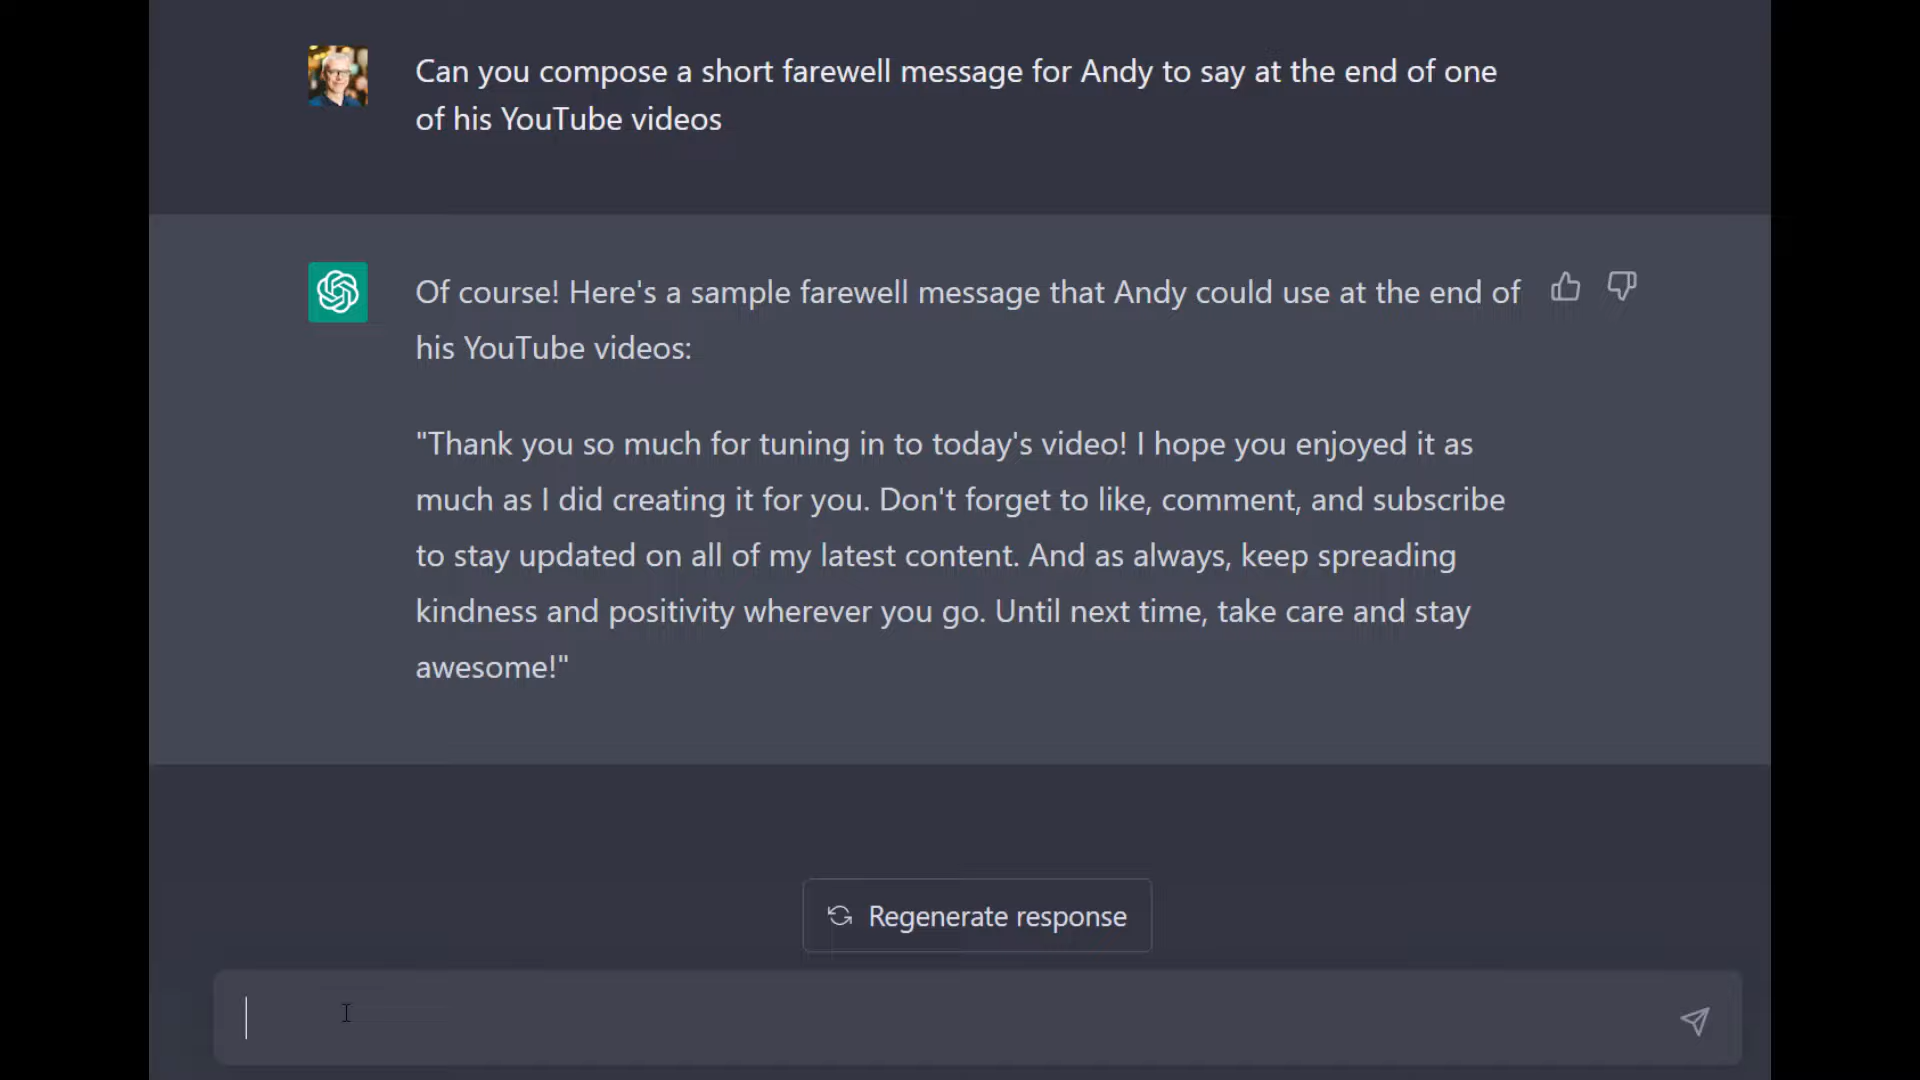 Can you compose a short farewell message for Andy to say at the end of one
of his YouTube videos
Of course! Here's a sample farewell message that Andy could use at the end of
his YouTube videos:
"Thank you so much for tuning in to today's video! I hope you enjoyed it as
much as I did creating it for you. Don't forget to like, comment, and subscribe
to stay updated on all of my latest content. And as always, keep spreading
kindness and positivity wherever you go. Until next time, take care and stay
awesome!"
Regenerate response